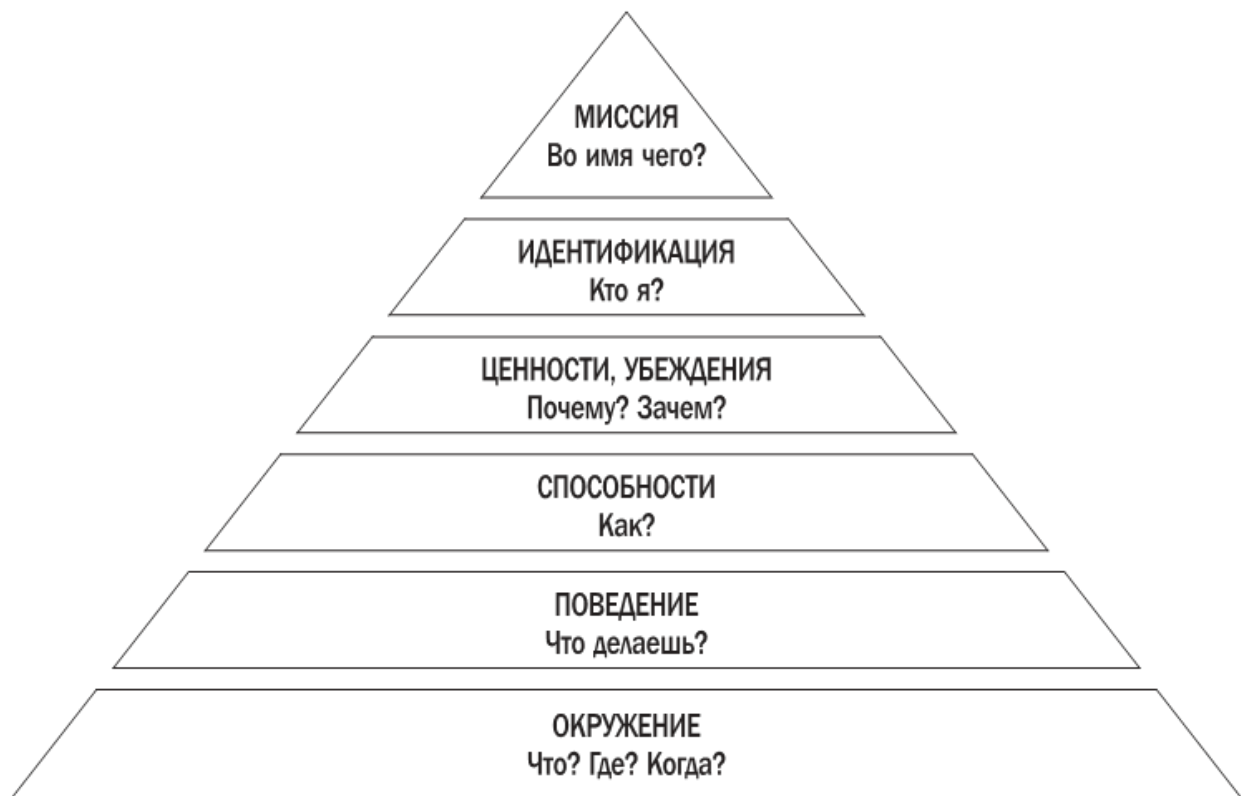 МИССИЯ
Во имя чего?
ИДЕНТИФИКАЦИЯ
Кто я?
ЦЕННОСТИ, УБЕЖДЕНИЯ
Почему? Зачем?
СПОСОБНОСТИ
Как?
ПОВЕДЕНИЕ
Что делаешь?
ОКРУЖЕНИЕ
Что? Где? Когда?